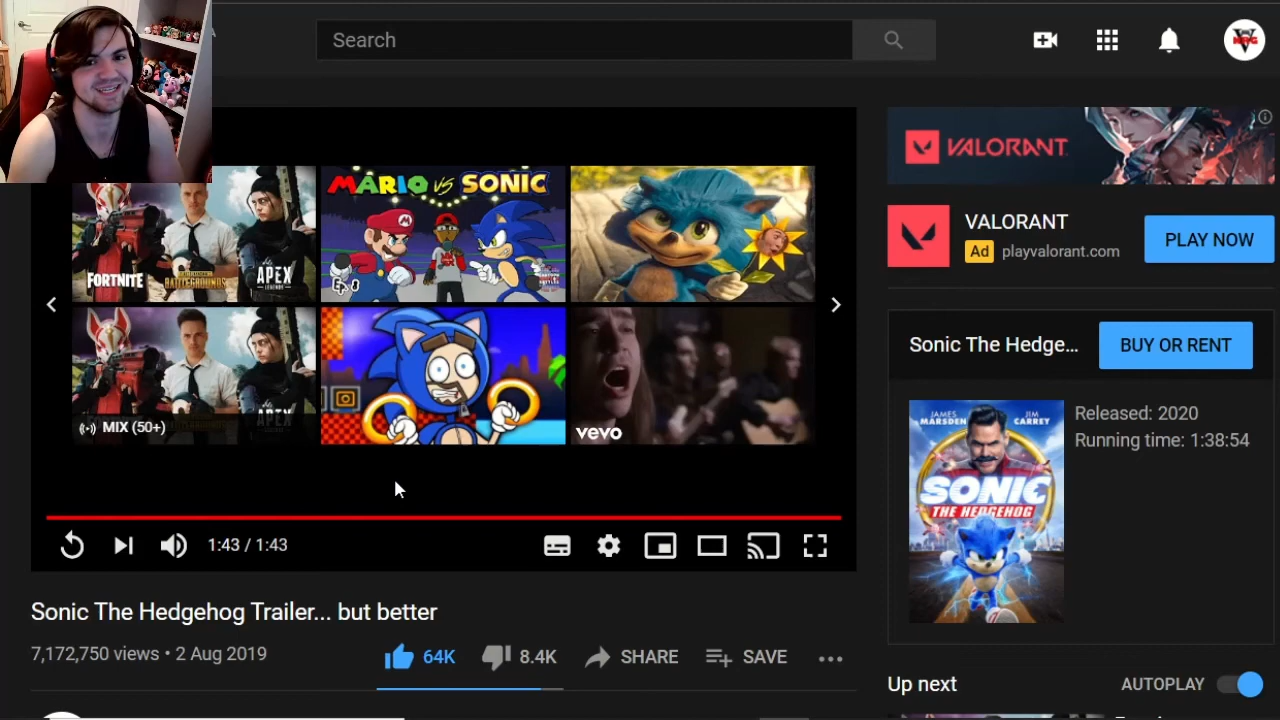 Search
VALORANT
VALORANT
Ad playvalorant.com
PLAY NOW
FORTNITE
BATTLEGROUNDS
APEX
LEGENDS
MARIO VS SONIC
MIX (50+)
vevo
Sonic The Hedge...
BUY OR RENT
JAMES MARSDEN
JIM CARREY
SONIC
THE HEDGEHOG
Released: 2020
Running time: 1:38:54
1:43 / 1:43
Sonic The Hedgehog Trailer... but better
7,172,750 views • 2 Aug 2019
64K 8.4K SHARE SAVE
Up next
AUTOPLAY